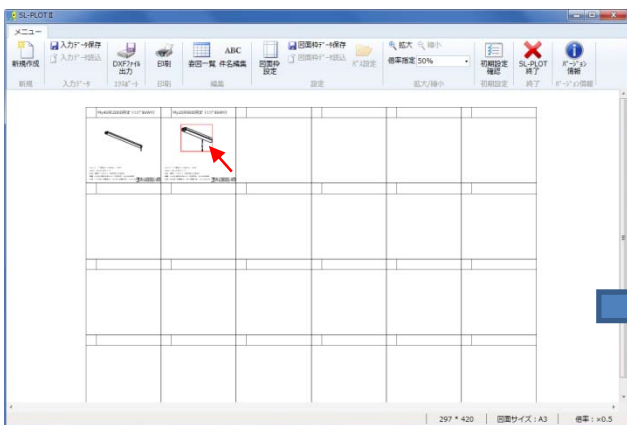 SL-PLOTⅡ
メニュー
新規作成
入力ﾃﾞｰﾀ保存
入力ﾃﾞｰﾀ読込
DXFﾌｧｲﾙ
出力
印刷
姿図一覧
ABC
件名編集
図面枠
設定
図面枠ﾃﾞｰﾀ保存
図面枠ﾃﾞｰﾀ読込
ﾊﾟｽ設定
拡大
縮小
倍率指定 50%
初期設定
確認
SL-PLOT
終了
ﾊﾞｰｼﾞｮﾝ
情報
新規
入力ﾃﾞｰﾀ
ｴｸｽﾎﾟｰﾄ
印刷
編集
設定
拡大/縮小
初期設定
終了
ﾊﾞｰｼﾞｮﾝ情報
297 * 420
図面サイズ：A3
倍率：×0.5